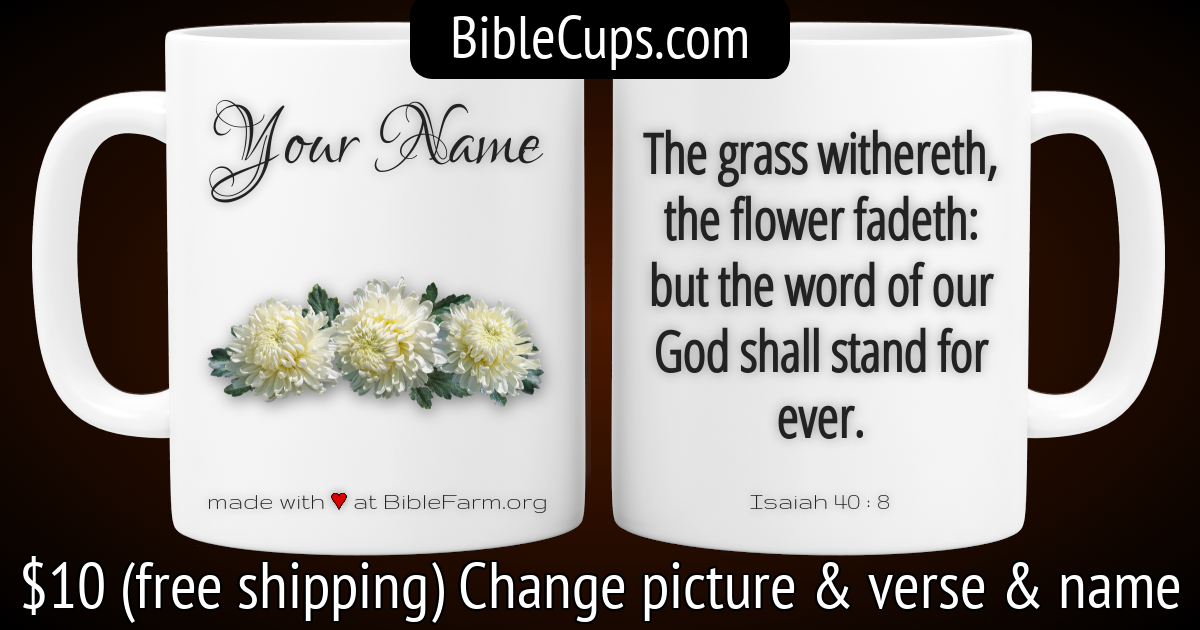 BibleCups.com
Your Name
made with ♥ at BibleFarm.org
The grass withereth,
the flower fadeth:
but the word of our
God shall stand for
ever.
Isaiah 40 : 8
$10 (free shipping) Change picture & verse & name